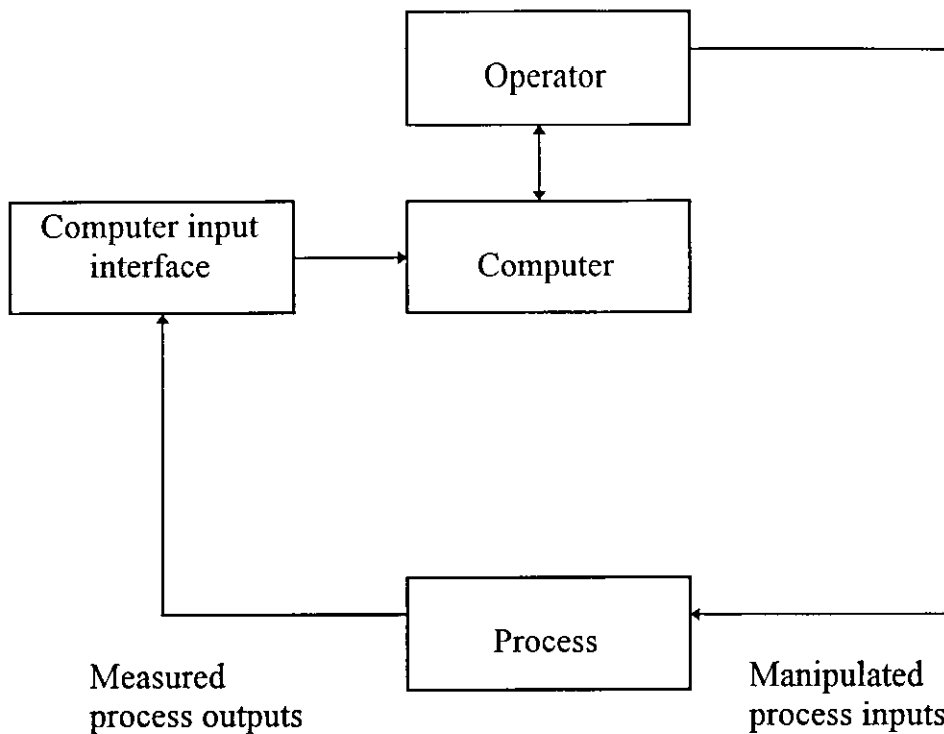 Operator
Computer input
interface
Computer
Process
Measured
process outputs
Manipulated
process inputs